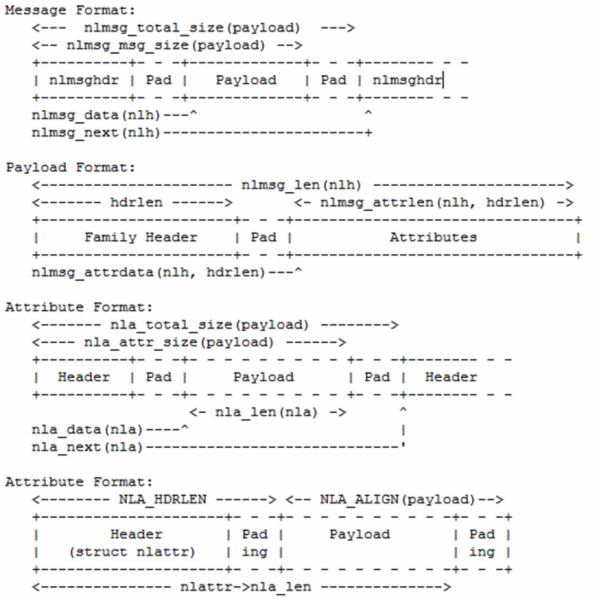 Message Format:
<--- nlmsg_total_size(payload) --->
<-- nlmsg_msg_size(payload) -->
+----------+- - -+-------------+- - -+-------- - -
| nlmsghdr | Pad | Payload | Pad | nlmsghdr
+----------+- - -+-------------+- - -+-------- - -
nlmsg_data(nlh)---^ ^
nlmsg_next(nlh)-----------------------+
Payload Format:
<---------------------- nlmsg_len(nlh) --------------------->
<------- hdrlen ------> <- nlmsg_attrlen(nlh, hdrlen) ->
+----------------------+- - -+--------------------------------+
| Family Header | Pad | Attributes |
+----------------------+- - -+--------------------------------+
nlmsg_attrdata(nlh, hdrlen)---^
Attribute Format:
<------- nla_total_size(payload) -------->
<---- nla_attr_size(payload) ------>
+----------+- - -+- - - - - - - - - +- - -+-------- - -
| Header | Pad | Payload | Pad | Header
+----------+- - -+- - - - - - - - - +- - -+-------- - -
<- nla_len(nla) -> ^
nla_data(nla)----^ |
nla_next(nla)-----------------------------'
Attribute Format:
<-------- NLA_HDRLEN ------> <-- NLA_ALIGN(payload)-->
+---------------------+- - -+- - - - - - - - - -+- - -+
| Header | Pad | Payload | Pad |
| (struct nlattr) | ing | | ing |
+---------------------+- - -+- - - - - - - - - -+- - -+
<--------------- nlattr->nla_len -------------->